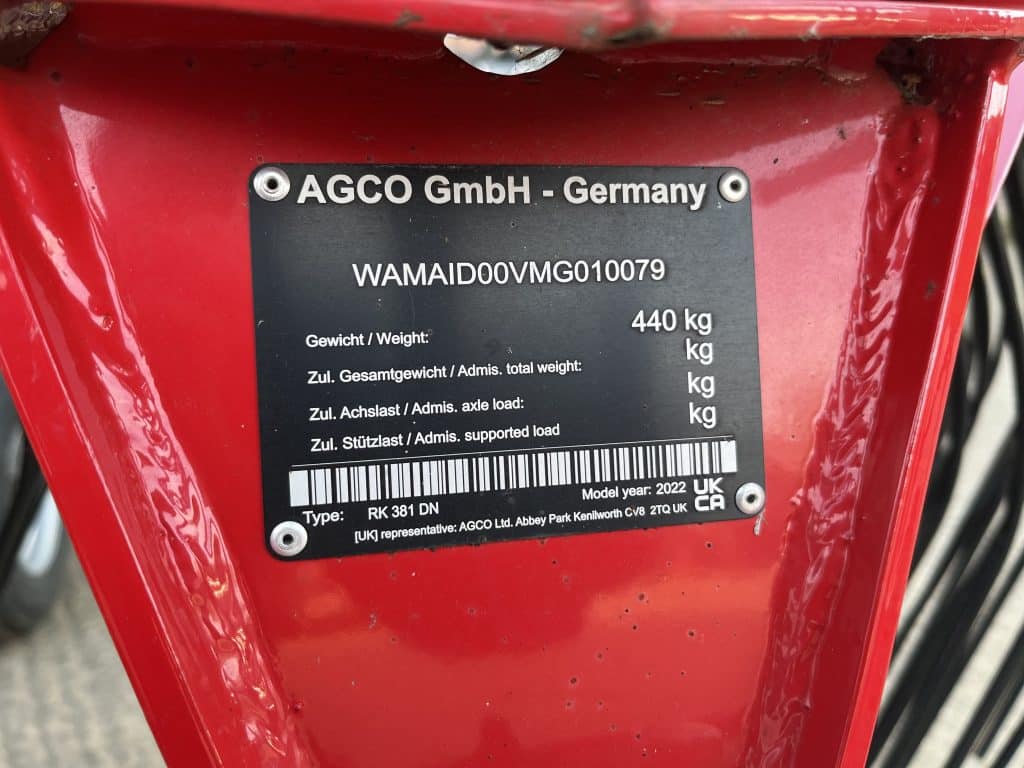 AGCO GmbH - Germany
WAMAID00VMG010079
Gewicht / Weight: 440 kg
Zul. Gesamtgewicht / Admis. total weight: kg
Zul. Achslast / Admis. axle load: kg
Zul. Stützlast / Admis. supported load kg
Type: RK 381 DN Model year: 2022 UK CA
[UK] representative: AGCO Ltd. Abbey Park Kenilworth CV8 2TQ UK